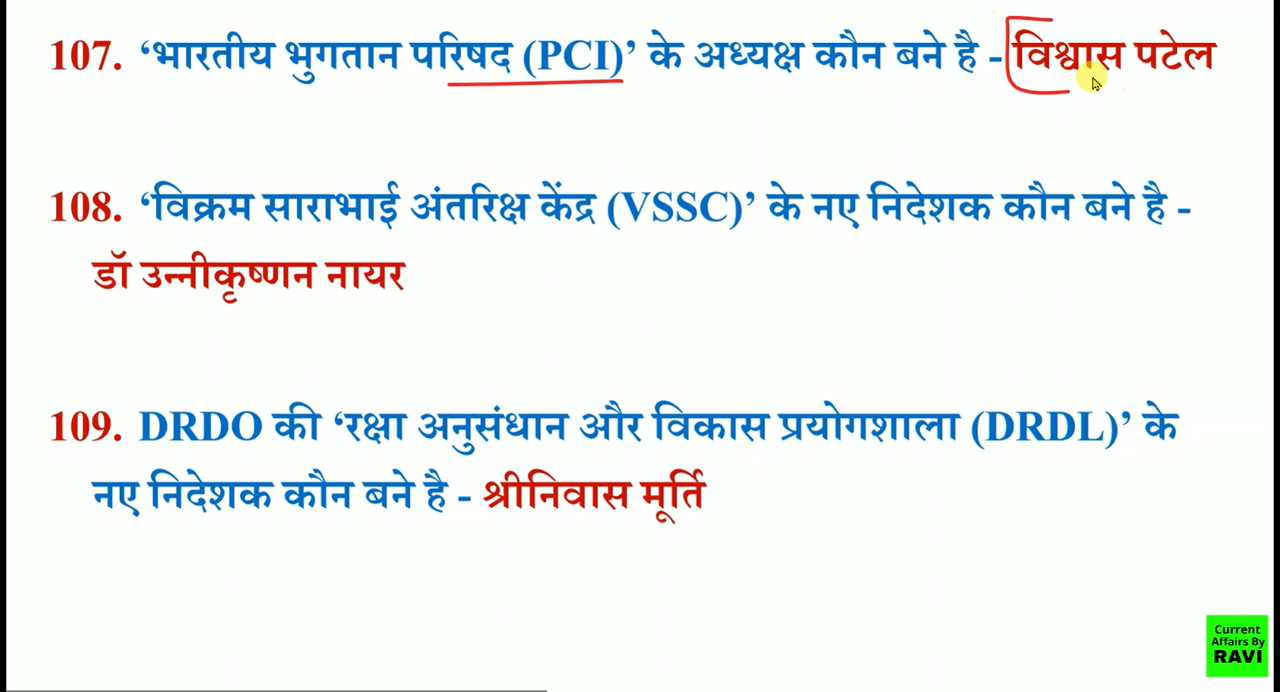 107. ‘भारतीय भुगतान परिषद (PCI)’ के अध्यक्ष कौन बने है - विश्वास पटेल
108. ‘विक्रम साराभाई अंतरिक्ष केंद्र (VSSC)’ के नए निदेशक कौन बने है -
डॉ उन्नीकृष्णन नायर
109. DRDO की ‘रक्षा अनुसंधान और विकास प्रयोगशाला (DRDL)’ के
नए निदेशक कौन बने है - श्रीनिवास मूर्ति
Current
Affairs By
RAVI